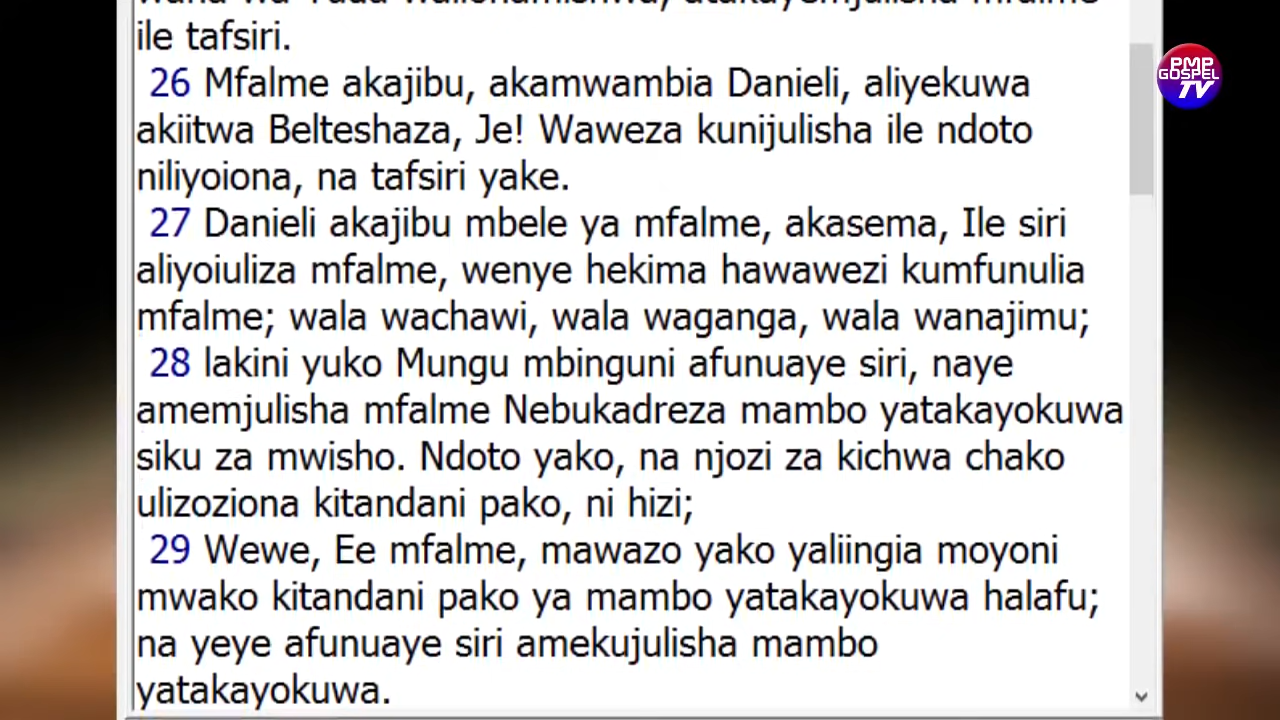 ile tafsiri.
26 Mfalme akajibu, akamwambia Danieli, aliyekuwa
akiitwa Belteshaza, Je! Waweza kunijulisha ile ndoto
niliyoiona, na tafsiri yake.
27 Danieli akajibu mbele ya mfalme, akasema, Ile siri
aliyoiuliza mfalme, wenye hekima hawawezi kumfunulia
mfalme; wala wachawi, wala waganga, wala wanajimu;
28 lakini yuko Mungu mbinguni afunuaye siri, naye
amemjulisha mfalme Nebukadreza mambo yatakayokuwa
siku za mwisho. Ndoto yako, na njozi za kichwa chako
ulizoziona kitandani pako, ni hizi;
29 Wewe, Ee mfalme, mawazo yako yaliingia moyoni
mwako kitandani pako ya mambo yatakayokuwa halafu;
na yeye afunuaye siri amekujulisha mambo
yatakayokuwa.
PMP
GOSPEL
TV